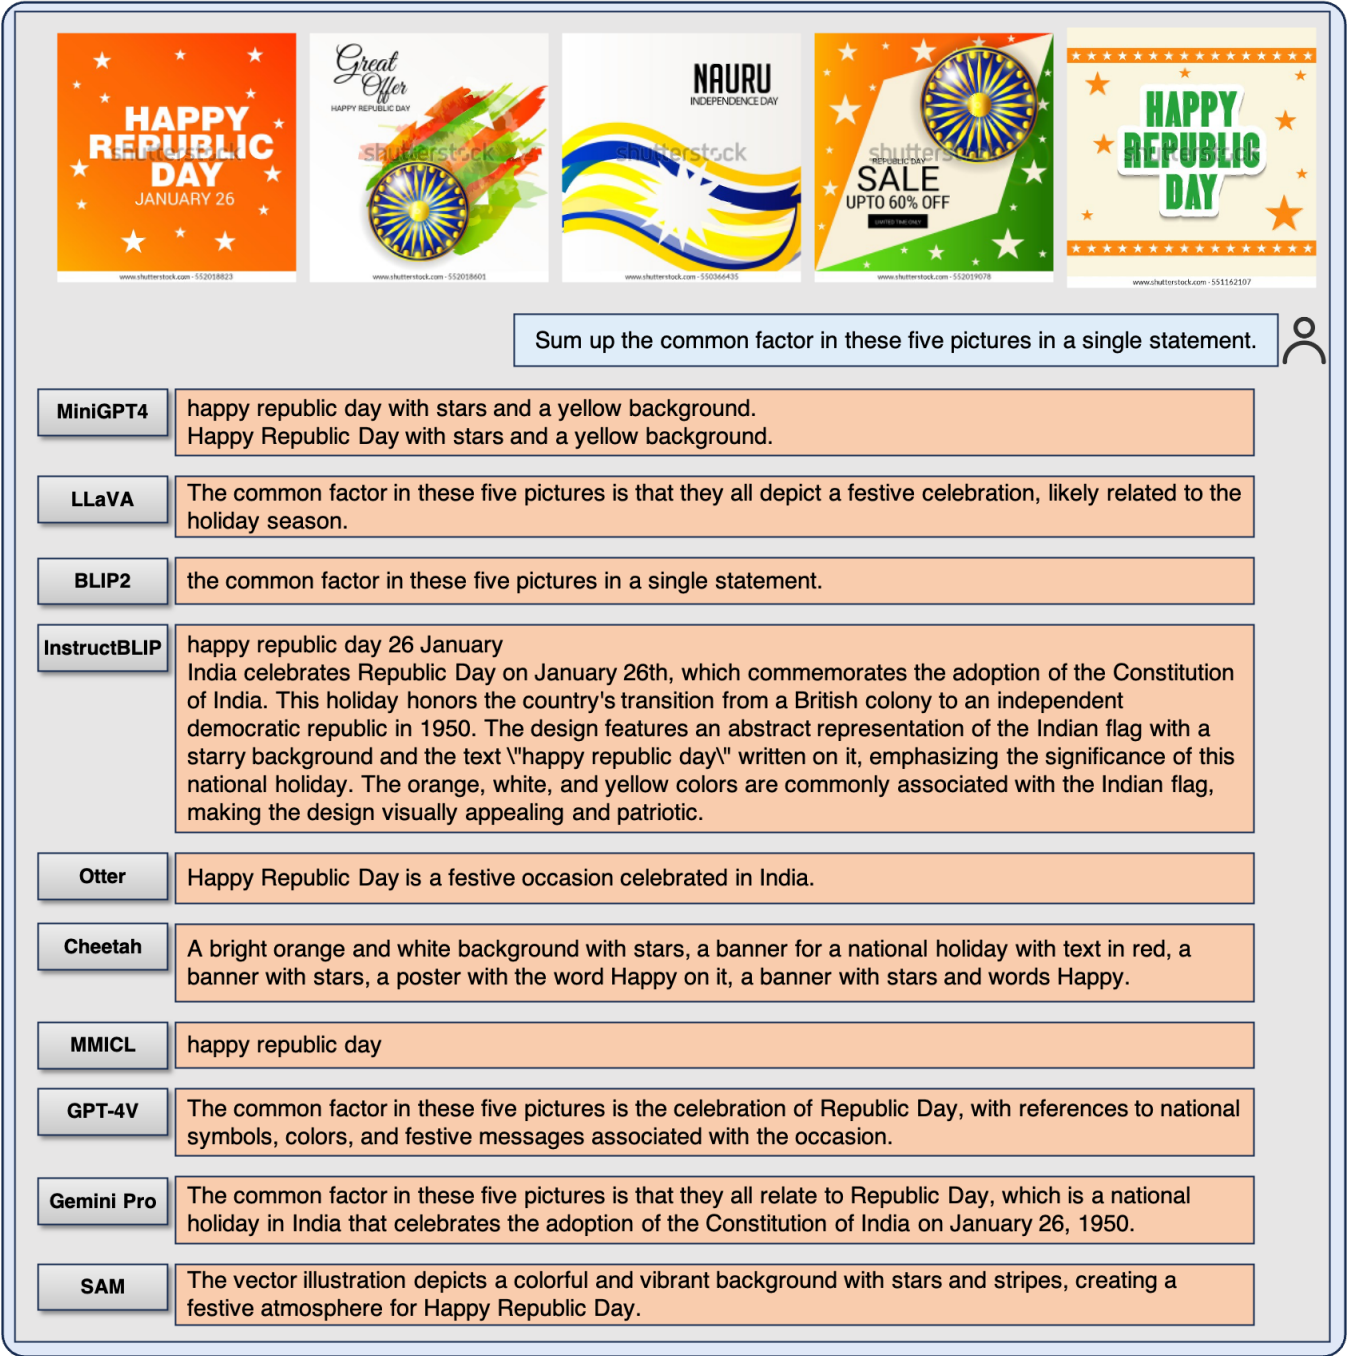 HAPPY
REPUBLIC
DAY
JANUARY 26
shutterstock
www.shutterstock.com · 552018823
Great
Offer
HAPPY REPUBLIC DAY
shutterstock
www.shutterstock.com · 552018601
NAURU
INDEPENDENCE DAY
shutterstock
www.shutterstock.com · 550366435
shutterstock
REPUBLIC DAY
SALE
UPTO 60% OFF
LIMITED TIME ONLY
www.shutterstock.com · 552019078
HAPPY
REPUBLIC
DAY
shutterstock
www.shutterstock.com · 551162107
Sum up the common factor in these five pictures in a single statement.
MiniGPT4
happy republic day with stars and a yellow background.
Happy Republic Day with stars and a yellow background.
LLaVA
The common factor in these five pictures is that they all depict a festive celebration, likely related to the
holiday season.
BLIP2
the common factor in these five pictures in a single statement.
InstructBLIP
happy republic day 26 January
India celebrates Republic Day on January 26th, which commemorates the adoption of the Constitution
of India. This holiday honors the country's transition from a British colony to an independent
democratic republic in 1950. The design features an abstract representation of the Indian flag with a
starry background and the text \"happy republic day\" written on it, emphasizing the significance of this
national holiday. The orange, white, and yellow colors are commonly associated with the Indian flag,
making the design visually appealing and patriotic.
Otter
Happy Republic Day is a festive occasion celebrated in India.
Cheetah
A bright orange and white background with stars, a banner for a national holiday with text in red, a
banner with stars, a poster with the word Happy on it, a banner with stars and words Happy.
MMICL
happy republic day
GPT-4V
The common factor in these five pictures is the celebration of Republic Day, with references to national
symbols, colors, and festive messages associated with the occasion.
Gemini Pro
The common factor in these five pictures is that they all relate to Republic Day, which is a national
holiday in India that celebrates the adoption of the Constitution of India on January 26, 1950.
SAM
The vector illustration depicts a colorful and vibrant background with stars and stripes, creating a
festive atmosphere for Happy Republic Day.